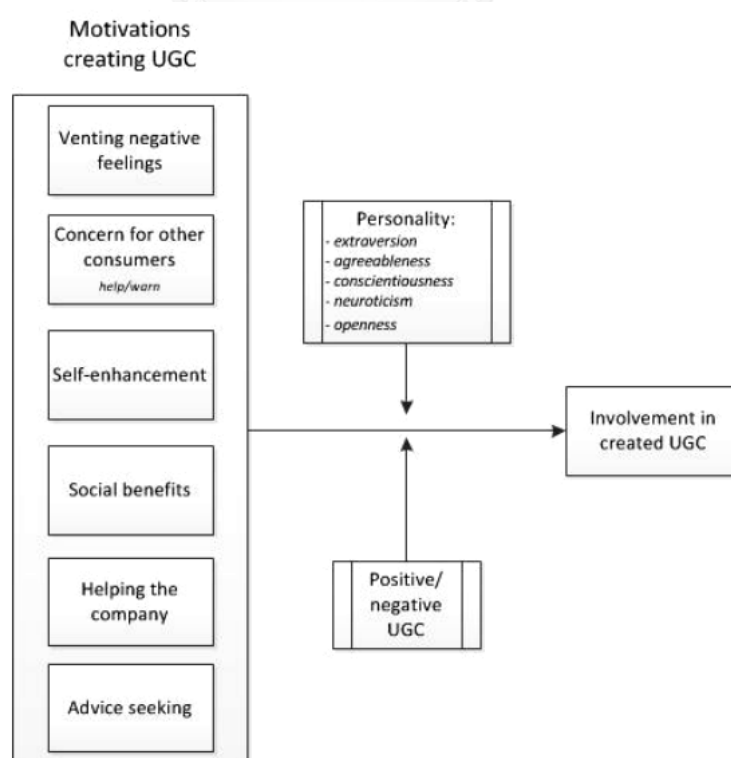 Motivations
creating UGC
Venting negative
feelings
Concern for other
consumers
help/warn
Self-enhancement
Social benefits
Helping the
company
Advice seeking
Personality:
- extraversion
- agreeableness
- conscientiousness
- neuroticism
- openness
Positive/
negative
UGC
Involvement in
created UGC